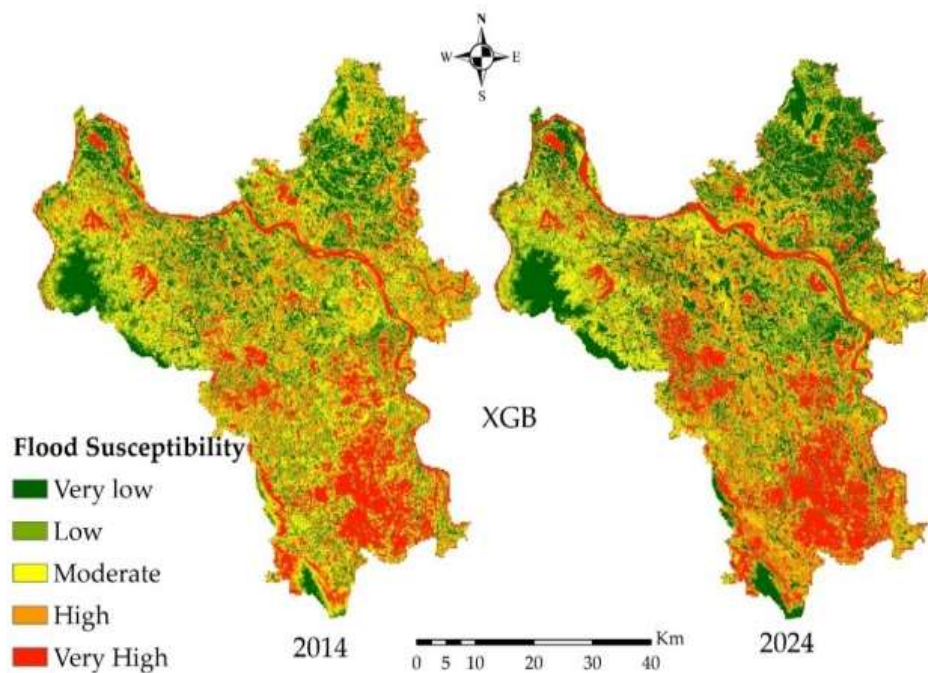 N
W E
S
XGB
Flood Susceptibility
Very low
Low
Moderate
High
Very High
2014
0 5 10 20 30 40
Km
2024